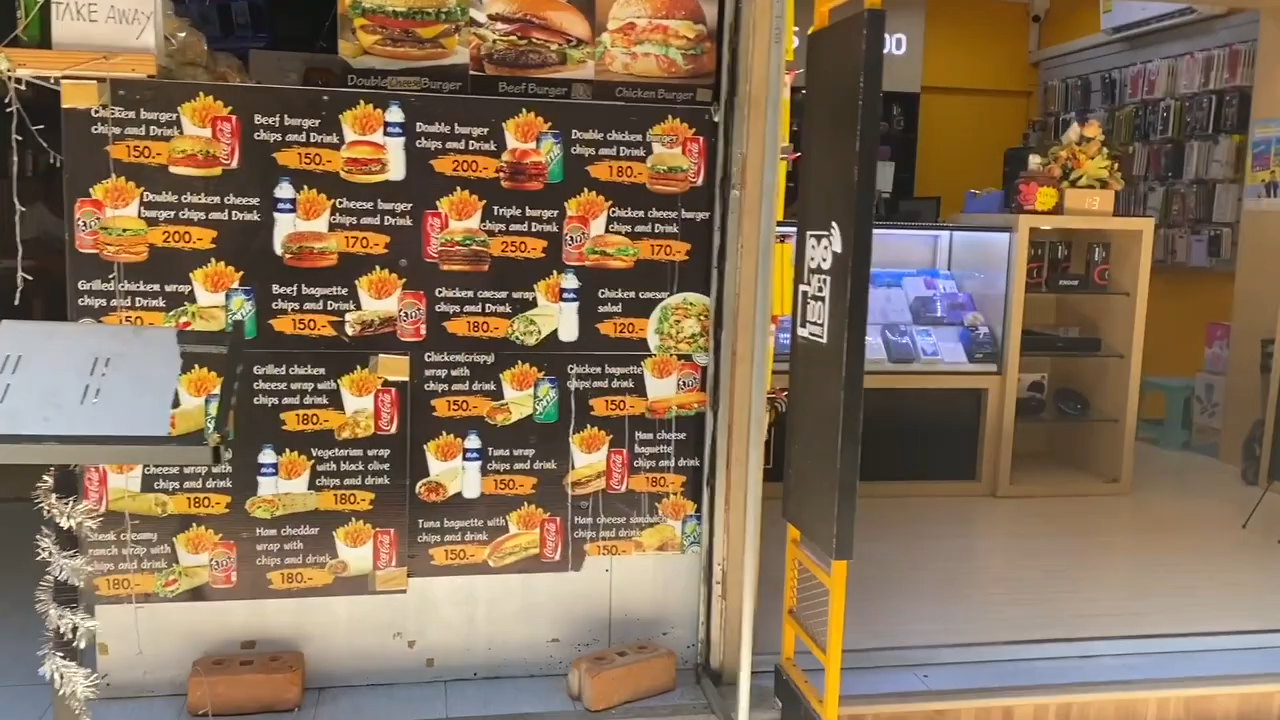 TAKE AWAY
Double Cheese Burger
Beef Burger
Chicken Burger
Chicken burger
chips and Drink
150.-
Beef burger
chips and Drink
150.-
Double burger
chips and Drink
200.-
Double chicken burger
chips and Drink
180.-
Double chicken cheese
burger chips and Drink
200.-
Cheese burger
chips and Drink
170.-
Triple burger
chips and Drink
250.-
Chicken cheese burger
chips and Drink
170.-
Grilled chicken wrap
chips and Drink
150.-
Beef baguette
chips and Drink
150.-
Chicken caesar wrap
chips and Drink
180.-
Chicken caesar
salad
120.-
Grilled chicken
cheese wrap with
chips and drink
180.-
Chicken(crispy)
wrap with
chips and drink
150.-
Chicken baguette
chips and drink
150.-
cheese wrap with
180.-
Vegetarian wrap
with black olive
chips and drink
180.-
Tuna wrap
chips and drink
150.-
Ham cheese
baguette
chips and drink
180.-
Steak creamy
ranch wrap with
chips and drink
180.-
Ham cheddar
wrap with
chips and drink
180.-
Tuna baguette with
chips and drink
150.-
Ham cheese sandwich
chips and drink
150.-
Coca-Cola
Sprite
Fanta
YES
iDO